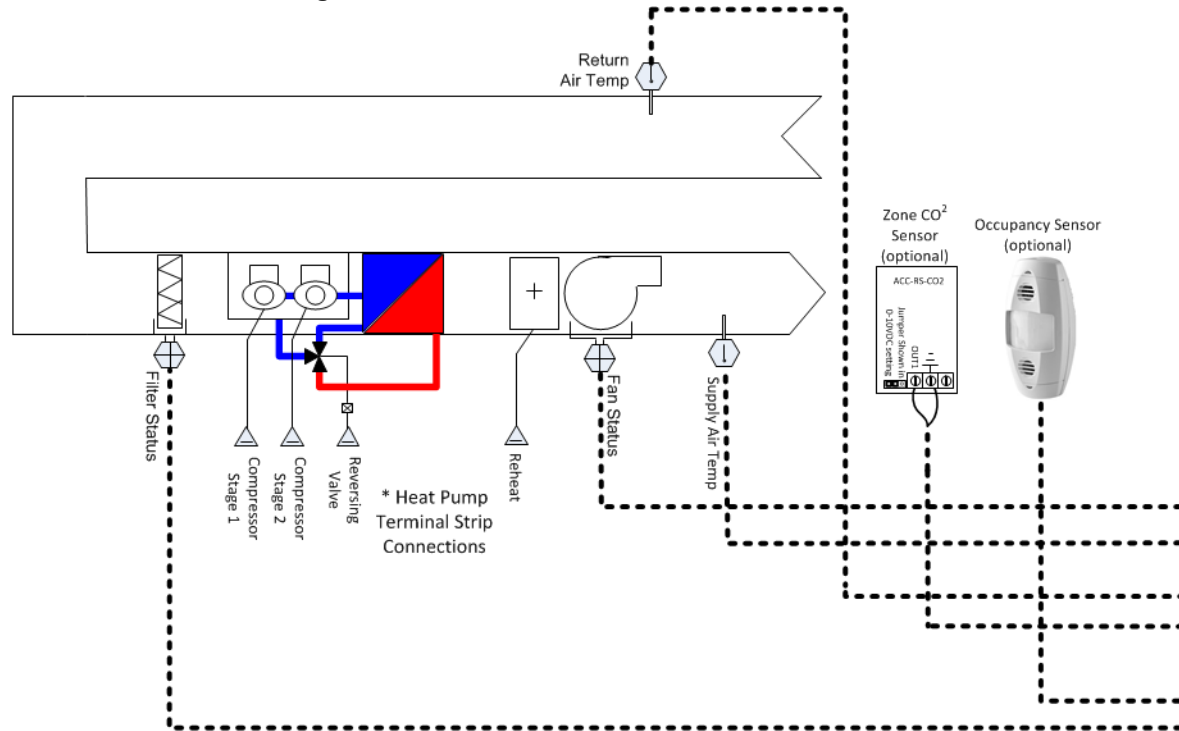 Return
Air Temp
Zone CO2
Sensor
(optional)
Occupancy Sensor
(optional)
ACC-RS-CO2
Jumper Shown in
0-10VDC setting
OUT1
Filter Status
Compressor
Stage 1
Compressor
Stage 2
Reversing
Valve
* Heat Pump
Terminal Strip
Connections
Reheat
Fan Status
Supply Air Temp